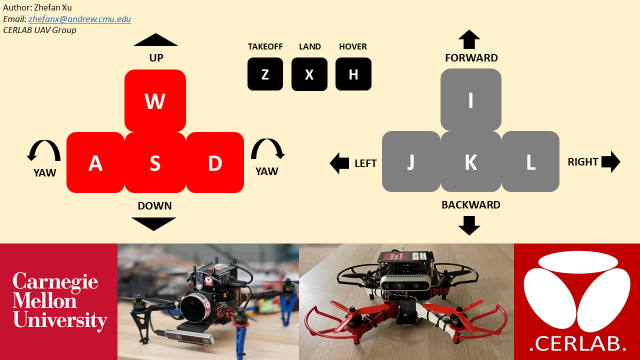 Author: Zhefan Xu
Email: zhefanx@andrew.cmu.edu
CERLAB UAV Group
UP
W
A S D
YAW
YAW
DOWN
TAKEOFF LAND HOVER
Z X H
FORWARD
I
LEFT J K L RIGHT
BACKWARD
Carnegie
Mellon
University
.CERLAB.